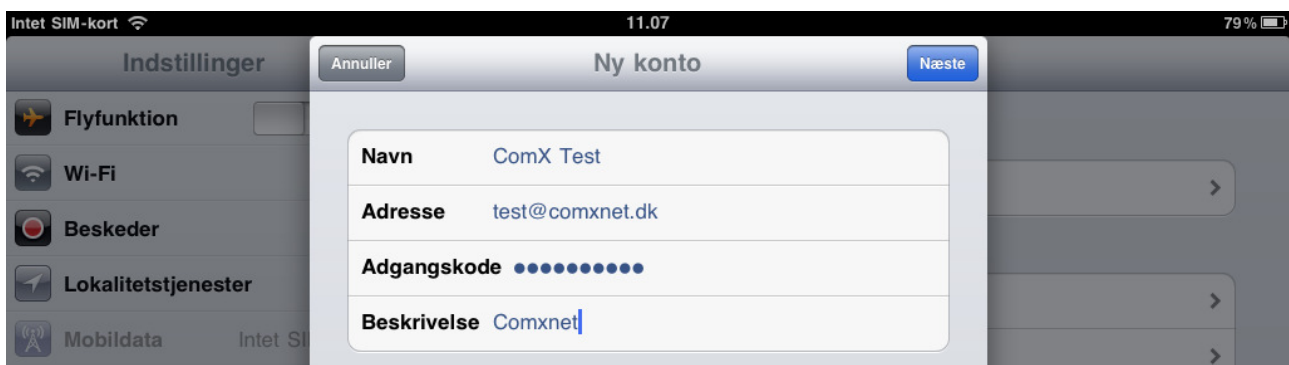 Intet SIM-kort 11.07 79 %
Indstillinger Annuller Ny konto Næste
Flyfunktion
Navn ComX Test
Wi-Fi
Adresse test@comxnet.dk
Beskeder
Adgangskode ●●●●●●●●●●
Lokalitetstjenester
Beskrivelse Comxnet
Mobildata Intet